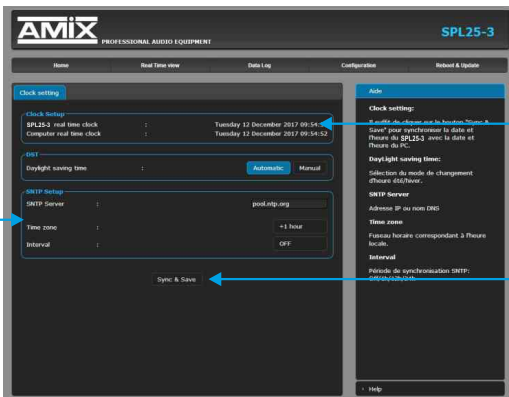 AMiX PROFESSIONAL AUDIO EQUIPMENT
SPL25-3
Home Real Time view Data Log Configuration Reboot & Update
Clock setting
Clock Setup
SPL25-3 real time clock : Tuesday 12 December 2017 09:54:
Computer real time clock : Tuesday 12 December 2017 09:54:52
DST
Daylight saving time : Automatic Manual
SNTP Setup
SNTP Server : pool.ntp.org
Time zone : +1 hour
Interval : OFF
Sync & Save
Aide
Clock setting:
Il suffit de cliquer sur le bouton "Sync &
Save" pour synchroniser la date et
l'heure du SPL25-3 avec la date et
l'heure du PC.
DayLight saving time:
Sélection du mode de changement
d'heure été/hiver.
SNTP Server
Adresse IP ou nom DNS
Time zone
Fuseau horaire correspondant à l'heure
locale.
Interval
Période de synchronisation SNTP:
Off/6h/12h/24h.
Help